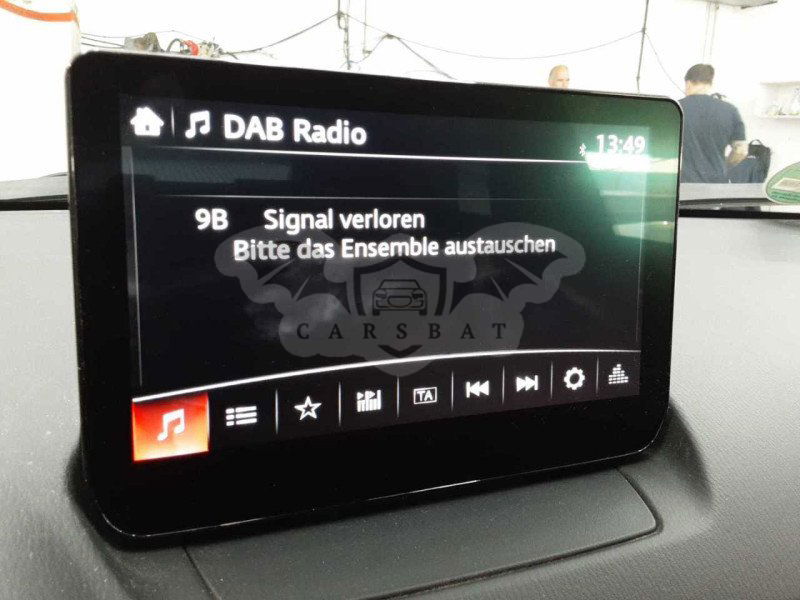 DAB Radio
13:49
9B Signal verloren
Bitte das Ensemble austauschen
CARSBAT
TA